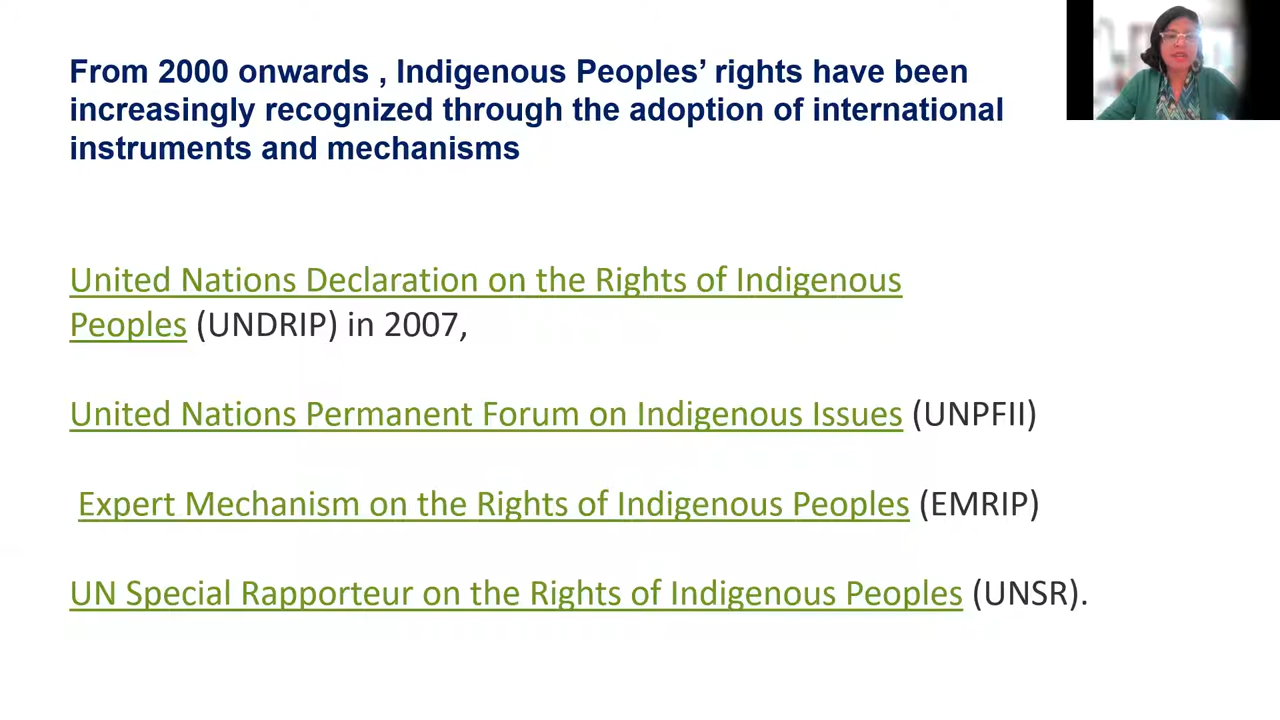 From 2000 onwards , Indigenous Peoples’ rights have been
increasingly recognized through the adoption of international
instruments and mechanisms
United Nations Declaration on the Rights of Indigenous
Peoples (UNDRIP) in 2007,
United Nations Permanent Forum on Indigenous Issues (UNPFII)
Expert Mechanism on the Rights of Indigenous Peoples (EMRIP)
UN Special Rapporteur on the Rights of Indigenous Peoples (UNSR).